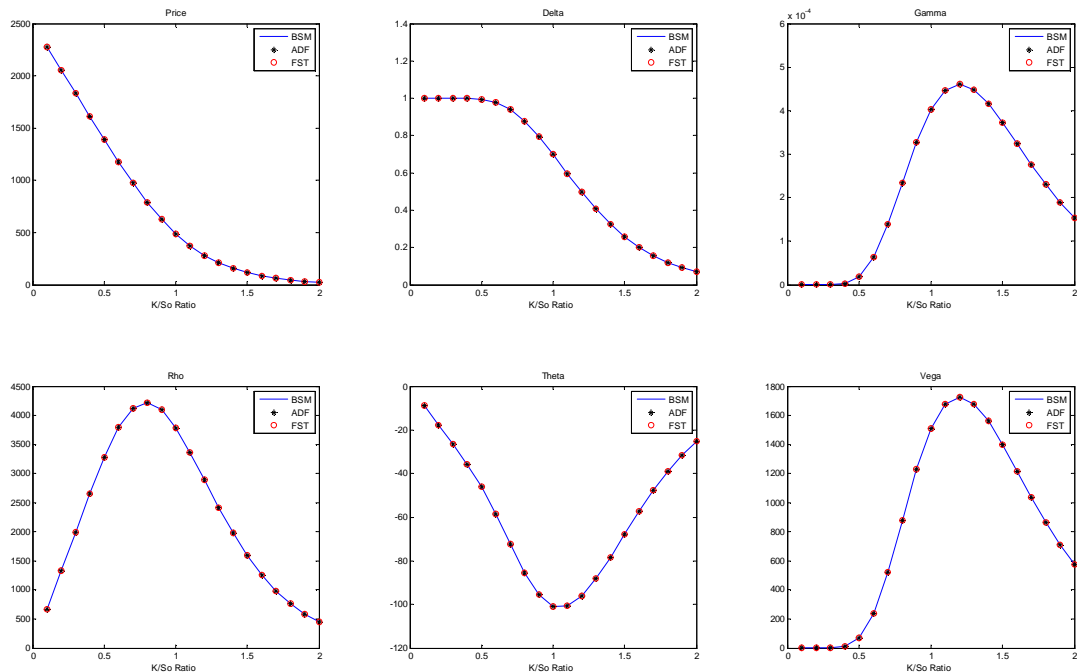 Price
2500
2000
1500
1000
500
0
0
0.5
1
1.5
2
K/So Ratio
BSM
ADF
FST
Delta
1.4
1.2
1
0.8
0.6
0.4
0.2
0
0
0.5
1
1.5
2
K/So Ratio
BSM
ADF
FST
Gamma
x 10-4
6
5
4
3
2
1
0
0
0.5
1
1.5
2
K/So Ratio
BSM
ADF
FST
Rho
4500
4000
3500
3000
2500
2000
1500
1000
500
0
0
0.5
1
1.5
2
K/So Ratio
BSM
ADF
FST
Theta
0
-20
-40
-60
-80
-100
-120
0
0.5
1
1.5
2
K/So Ratio
BSM
ADF
FST
Vega
1800
1600
1400
1200
1000
800
600
400
200
0
0
0.5
1
1.5
2
K/So Ratio
BSM
ADF
FST